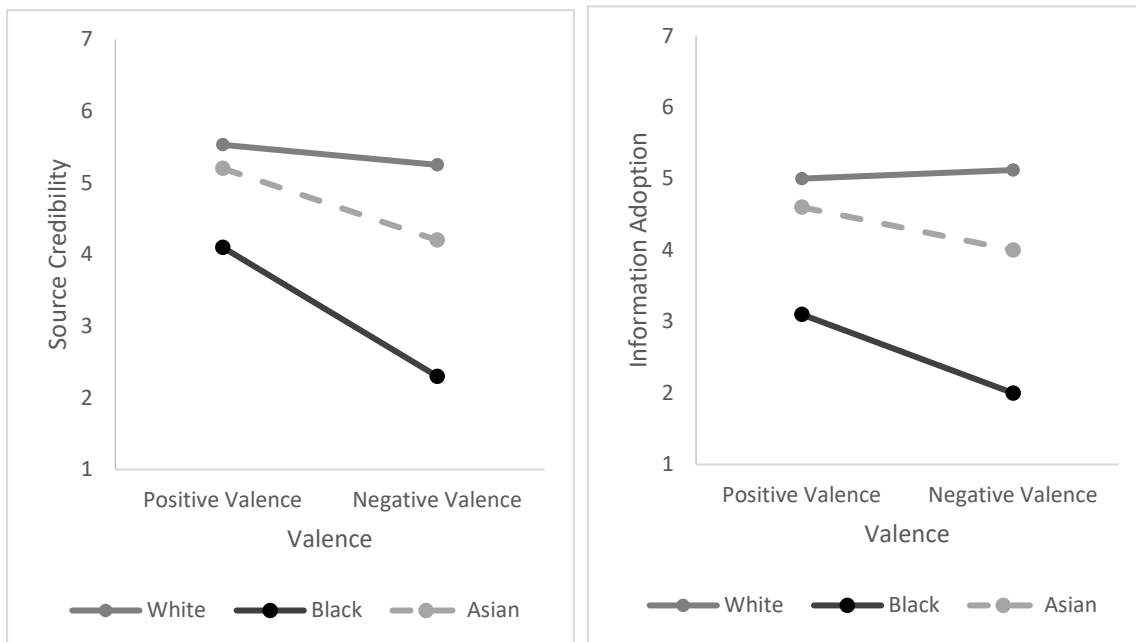 7
6
5
4
3
2
1
Source Credibility
Positive Valence Negative Valence
Valence
White Black Asian
7
6
5
4
3
2
1
Information Adoption
Positive Valence Negative Valence
Valence
White Black Asian